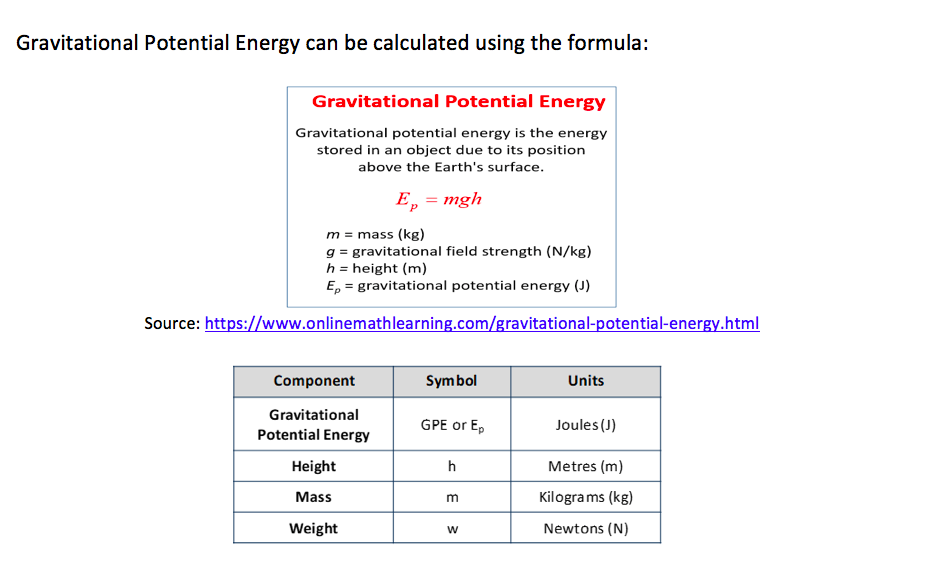 Gravitational Potential Energy can be calculated using the formula:
Gravitational Potential Energy
Gravitational potential energy is the energy
stored in an object due to its position
above the Earth's surface.
Eₚ = mgh
m = mass (kg)
g = gravitational field strength (N/kg)
h = height (m)
Eₚ = gravitational potential energy (J)
Source: https://www.onlinemathlearning.com/gravitational-potential-energy.html
Component Symbol Units
Gravitational
Potential Energy GPE or Eₚ Joules (J)
Height h Metres (m)
Mass m Kilograms (kg)
Weight w Newtons (N)